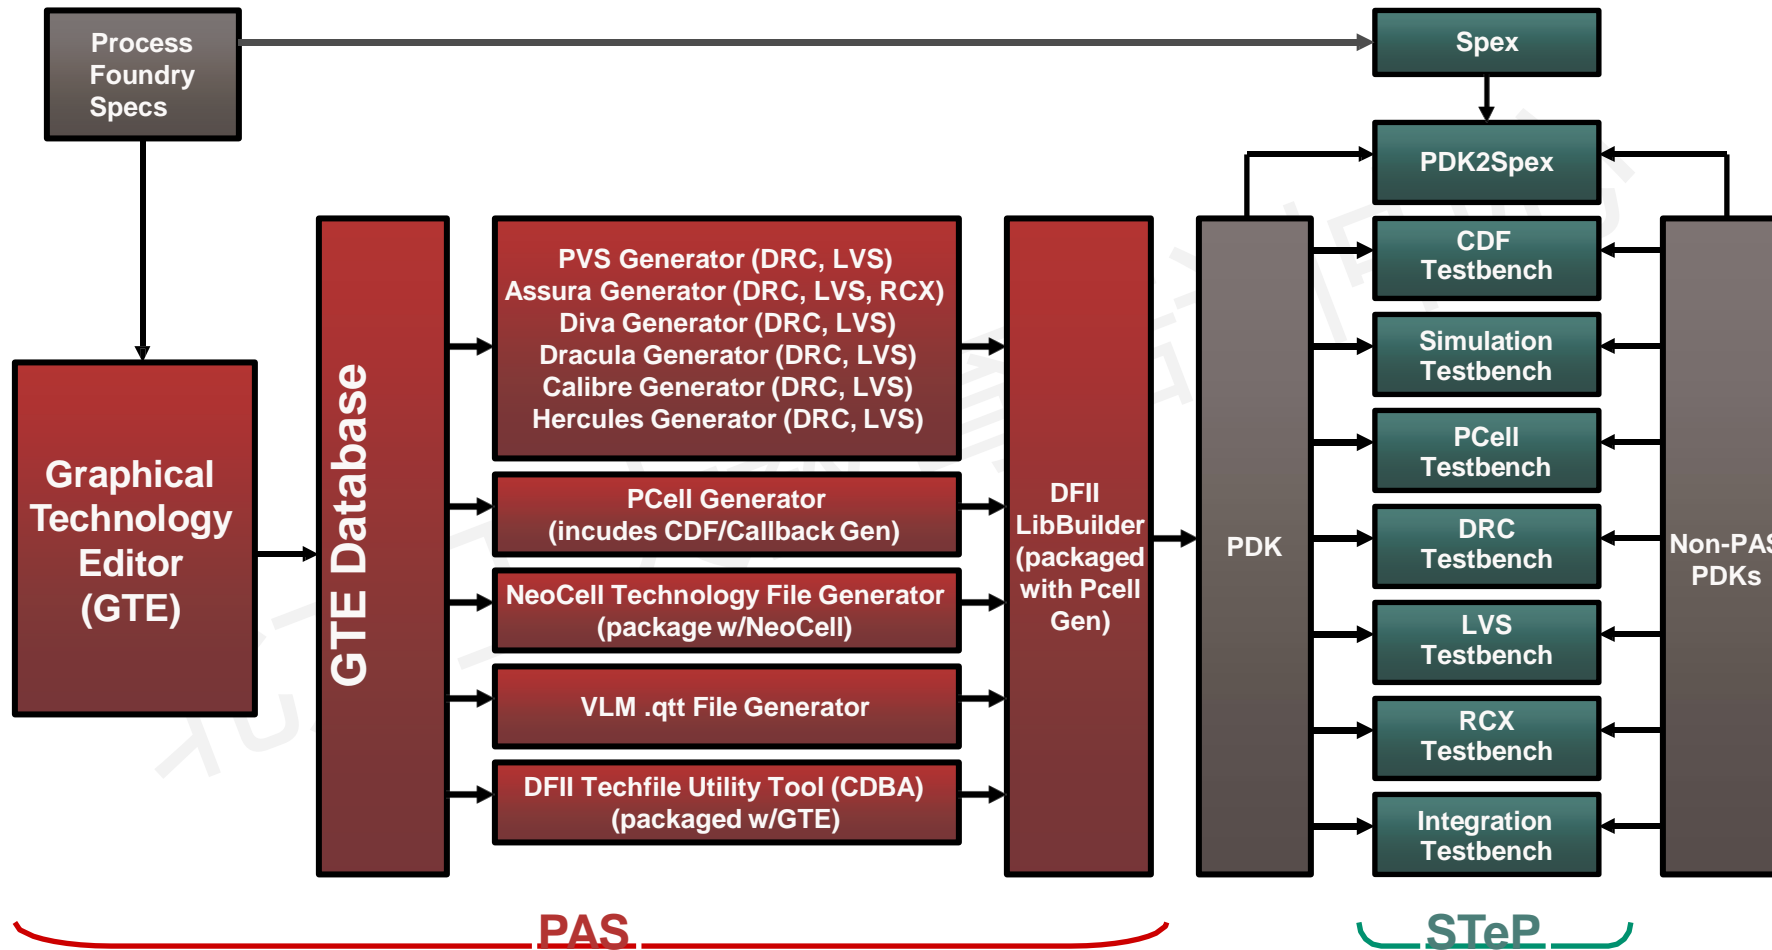 Process
Foundry
Specs
Spex
PDK2Spex
Graphical
Technology
Editor
(GTE)
GTE Database
PVS Generator (DRC, LVS)
Assura Generator (DRC, LVS, RCX)
Diva Generator (DRC, LVS)
Dracula Generator (DRC, LVS)
Calibre Generator (DRC, LVS)
Hercules Generator (DRC, LVS)
PCell Generator
(incudes CDF/Callback Gen)
NeoCell Technology File Generator
(package w/NeoCell)
VLM .qtt File Generator
DFII Techfile Utility Tool (CDBA)
(packaged w/GTE)
DFII
LibBuilder
(packaged
with Pcell
Gen)
PDK
CDF
Testbench
Simulation
Testbench
PCell
Testbench
DRC
Testbench
LVS
Testbench
RCX
Testbench
Integration
Testbench
Non-PAS
PDKs
PAS
STeP